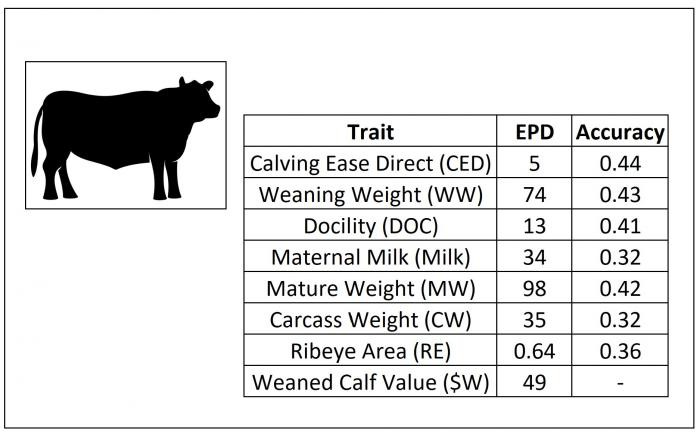 Trait EPD Accuracy
Calving Ease Direct (CED) 5 0.44
Weaning Weight (WW) 74 0.43
Docility (DOC) 13 0.41
Maternal Milk (Milk) 34 0.32
Mature Weight (MW) 98 0.42
Carcass Weight (CW) 35 0.32
Ribeye Area (RE) 0.64 0.36
Weaned Calf Value ($W) 49 -